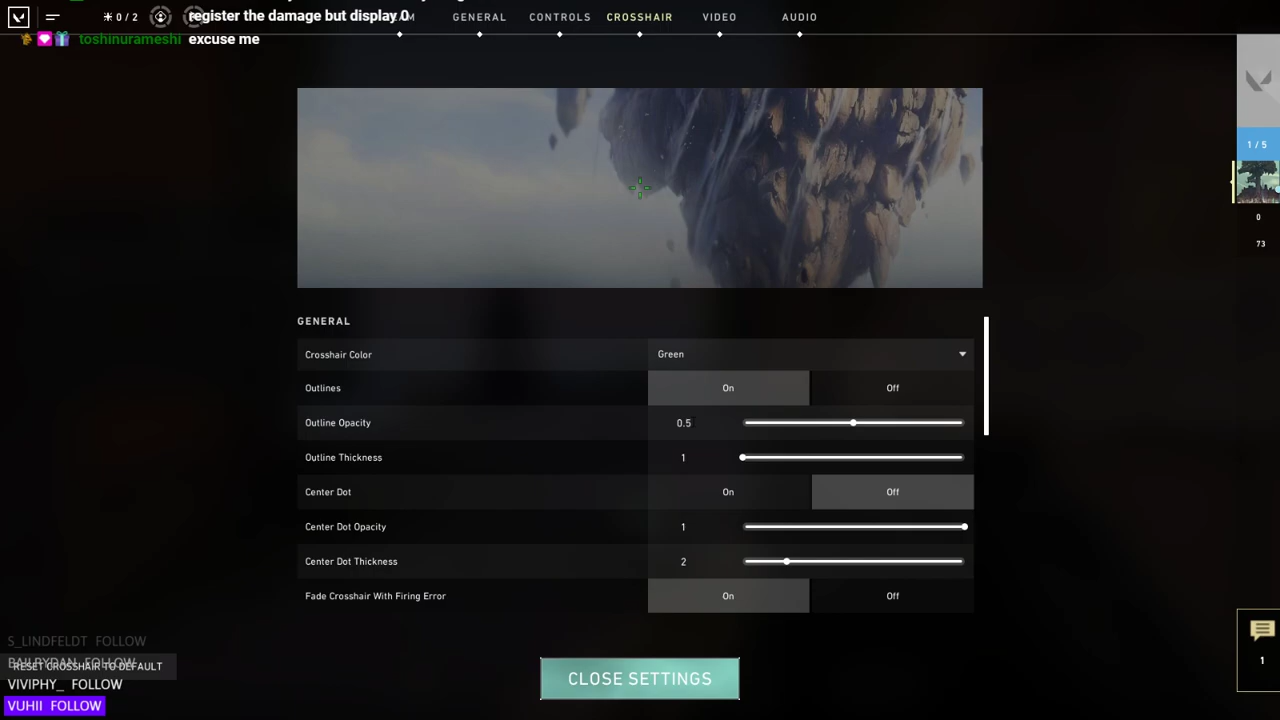 0 / 2
register the damage but display 0
GENERAL
CONTROLS
CROSSHAIR
VIDEO
AUDIO
toshinurameshi excuse me
1 / 5
0
73
GENERAL
Crosshair Color Green
Outlines On Off
Outline Opacity 0.5
Outline Thickness 1
Center Dot On Off
Center Dot Opacity 1
Center Dot Thickness 2
Fade Crosshair With Firing Error On Off
S_LINDFELDT FOLLOW
RESET CROSSHAIR TO DEFAULT
VIVIPHY_ FOLLOW
VUHII FOLLOW
CLOSE SETTINGS
1